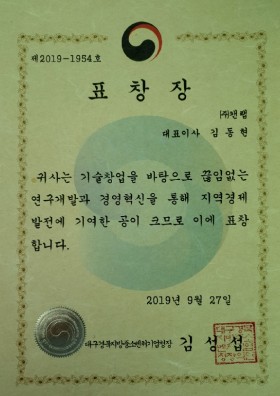 제2019-1954호
표 창 장
㈜잰랩
대표이사 김 동 현
귀사는 기술창업을 바탕으로 끊임없는
연구개발과 경영혁신을 통해 지역경제
발전에 기여한 공이 크므로 이에 표창
합니다.
2019년 9월 27일
대구경북지방중소벤처기업청장 김 성 섭